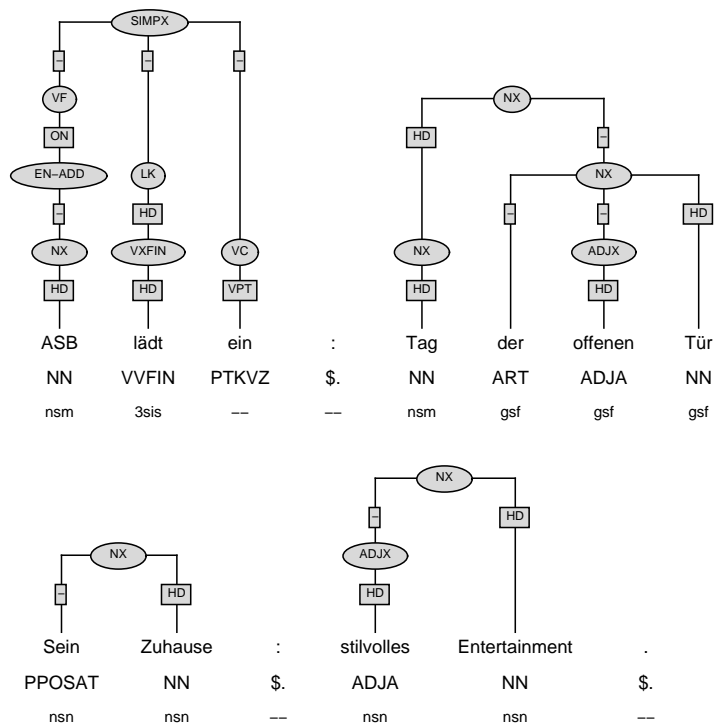 SIMPX
– – –
VF NX
ON HD –
EN–ADD LK NX
– HD – – HD
NX VXFIN VC NX ADJX
HD HD VPT HD HD
ASB lädt ein : Tag der offenen Tür
NN VVFIN PTKVZ $. NN ART ADJA NN
nsm 3sis –– –– nsm gsf gsf gsf
NX
– HD
NX ADJX
– HD HD
Sein Zuhause : stilvolles Entertainment .
PPOSAT NN $. ADJA NN $.
nsn nsn –– nsn nsn ––